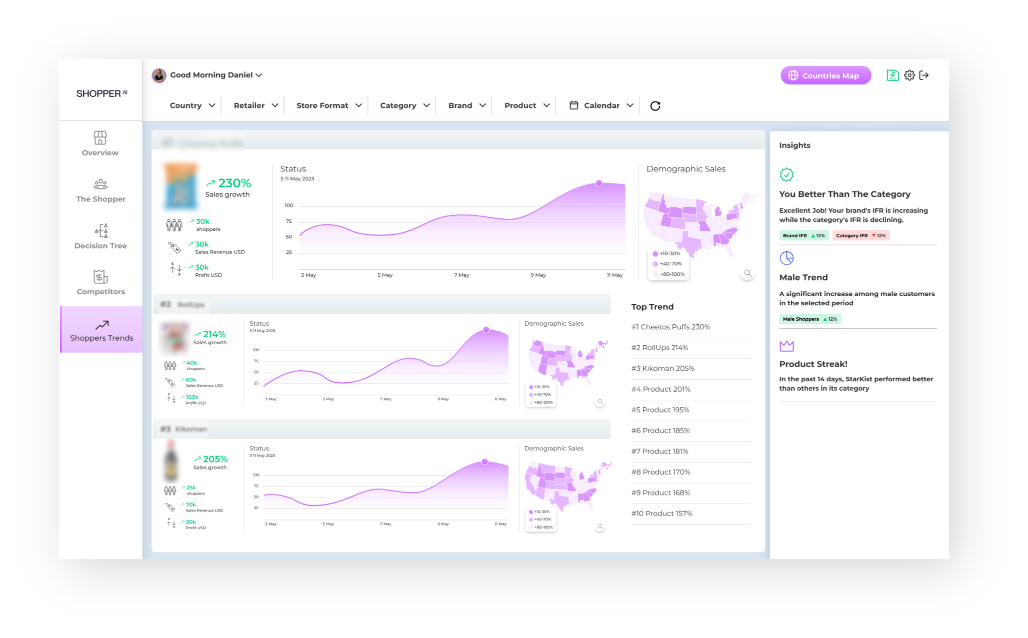 SHOPPER AI
Overview
The Shopper
Decision Tree
Competitors
Shoppers Trends
Good Morning Daniel
Countries Map
Country
Retailer
Store Format
Category
Brand
Product
Calendar
#1 Cheetos Puffs
230%
Sales growth
30k
shoppers
30k
Sales Revenue USD
30k
Profit USD
Status
3-11 May 2023
100
75
50
25
3 May
5 May
7 May
9 May
11 May
Demographic Sales
+10-30%
+40-70%
+80-100%
#2 RollUps
214%
Sales growth
40k
shoppers
60k
Sales Revenue USD
100k
Profit USD
Status
3-11 May 2023
100
75
50
25
3 May
5 May
7 May
9 May
11 May
Demographic Sales
+10-30%
+40-70%
+80-100%
#3 Kikoman
205%
Sales growth
25k
shoppers
70k
Sales Revenue USD
30k
Profit USD
Status
3-11 May 2023
100
75
50
25
3 May
5 May
7 May
9 May
11 May
Demographic Sales
+10-30%
+40-70%
+80-100%
Top Trend
#1 Cheetos Puffs 230%
#2 RollUps 214%
#3 Kikoman 205%
#4 Product 201%
#5 Product 195%
#6 Product 185%
#7 Product 181%
#8 Product 170%
#9 Product 168%
#10 Product 157%
Insights
You Better Than The Category
Excellent Job! Your brand's IFR is increasing
while the category's IFR is declining.
Brand IFR ▲ 12%
Category IFR ▼ 12%
Male Trend
A significant increase among male customers
in the selected period
Male Shoppers ▲ 12%
Product Streak!
In the past 14 days, StarKist performed better
than others in its category